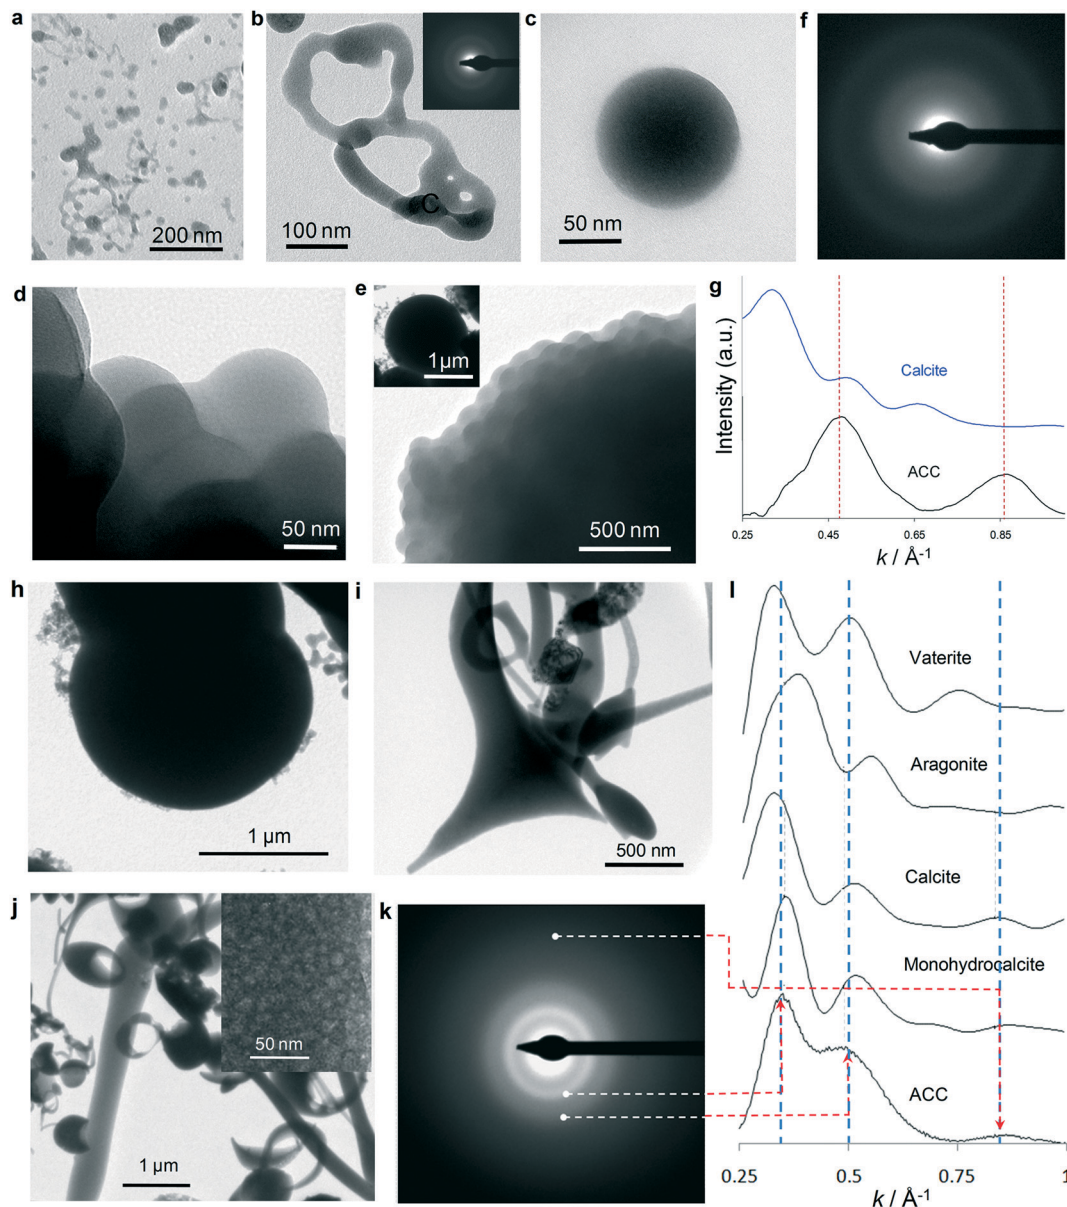 a
b
c
f
200 nm
C
100 nm
50 nm
d
e
g
1µm
50 nm
500 nm
Intensity (a.u.)
Calcite
ACC
0.25
0.45
0.65
0.85
k / Å-1
h
i
l
1 µm
500 nm
Vaterite
Aragonite
Calcite
Monohydrocalcite
ACC
j
k
50 nm
1 µm
0.25
0.5
0.75
1
k / Å-1